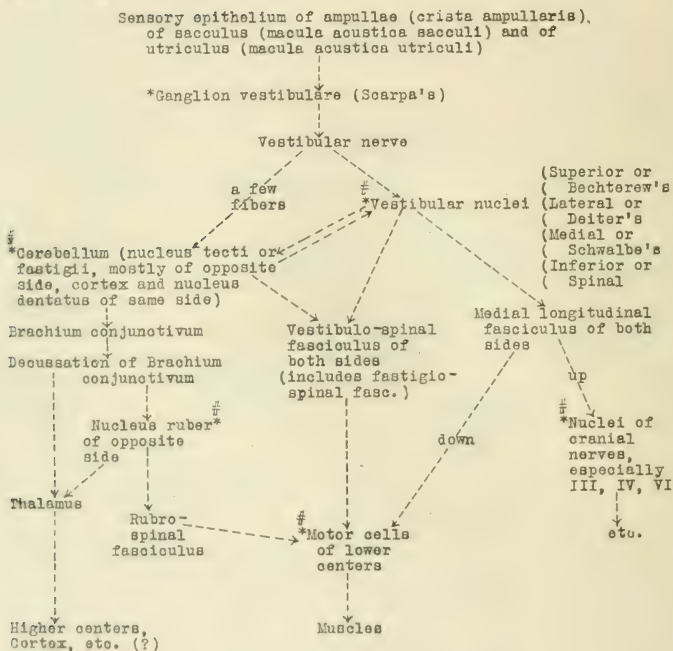 Sensory epithelium of ampullae (crista ampullaris),
of sacculus (macula acustica sacculi) and of
utriculus (macula acustica utriculi)
*Ganglion vestibulare (Scarpa's)
Vestibular nerve
a few
fibers
#
*Vestibular nuclei
(Superior or
( Bechterew's
(Lateral or
( Deiter's
(Medial or
( Schwalbe's
(Inferior or
( Spinal
#
*Cerebellum (nucleus tecti or
fastigii, mostly of opposite
side, cortex and nucleus
dentatus of same side)
Brachium conjunctivum
Decussation of Brachium
conjunctivum
Vestibulo-spinal
fasciculus of
both sides
(includes fastigio-
spinal fasc.)
Medial longitudinal
fasciculus of both
sides
up
down
#
Nucleus ruber*
of opposite
side
#
*Nuclei of
cranial
nerves,
especially
III, IV, VI
etc.
Thalamus
Rubro-
spinal
fasciculus
#
*Motor cells
of lower
centers
Higher centers,
Cortex, etc. (?)
Muscles